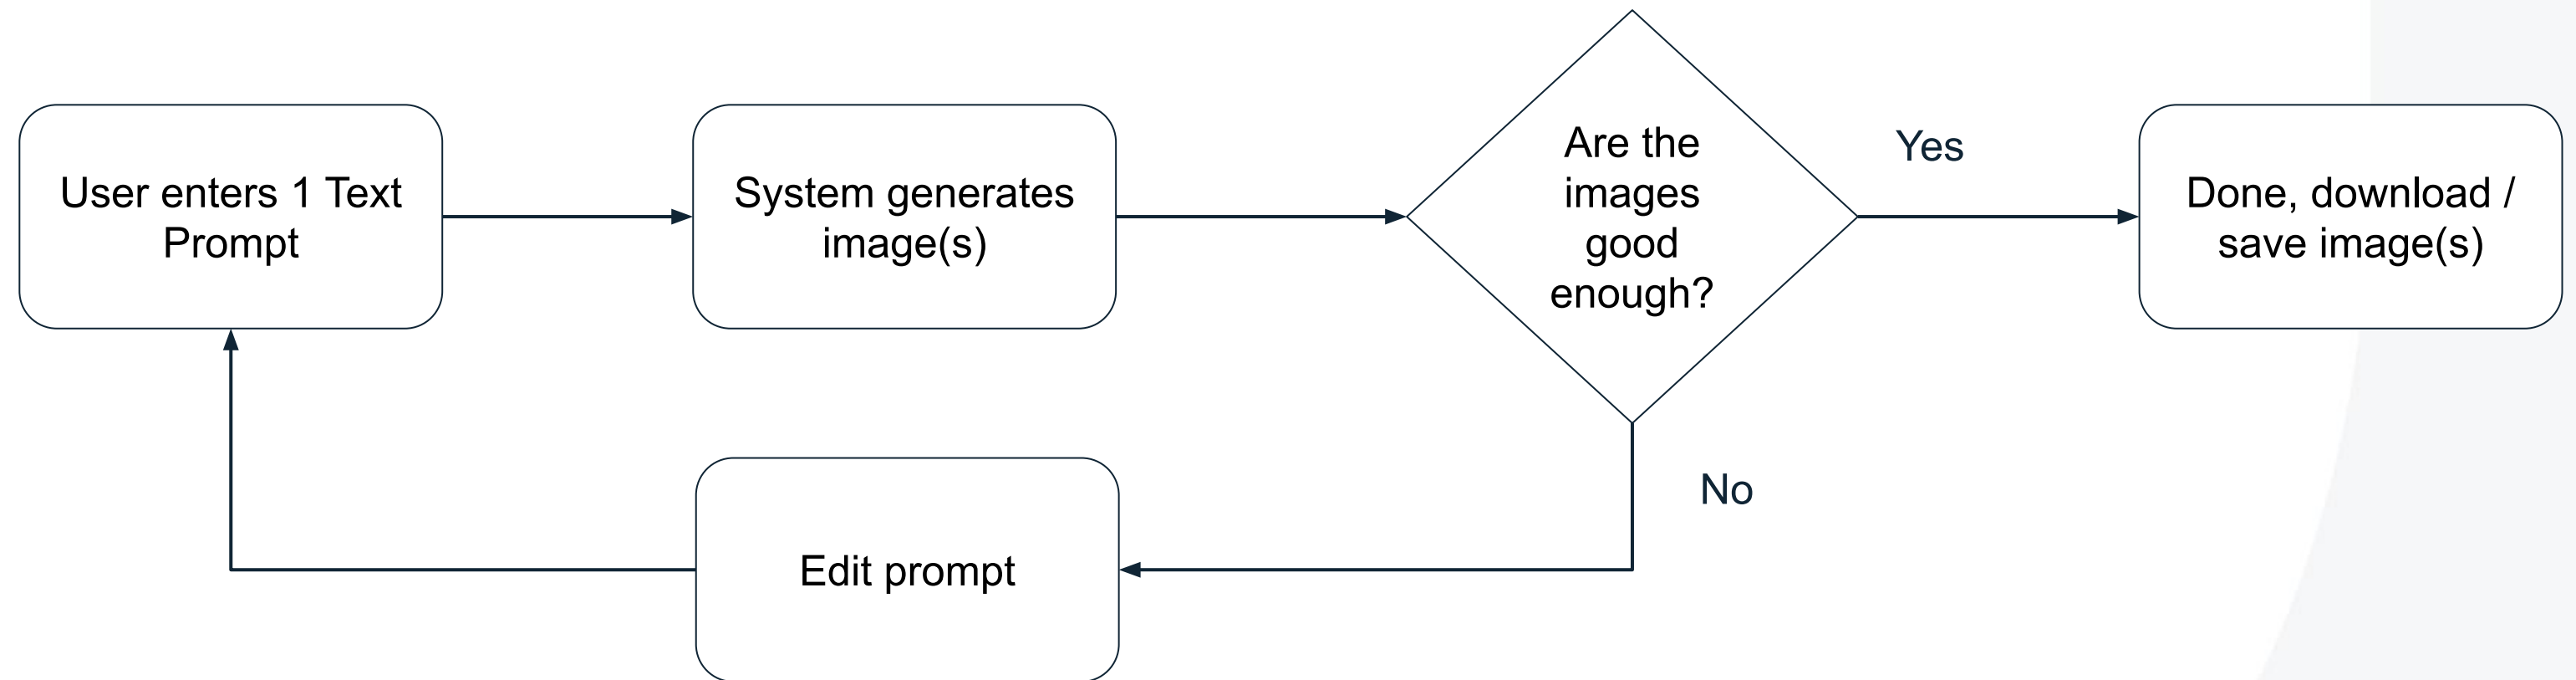 User enters 1 Text
Prompt
System generates
image(s)
Are the
images
good
enough?
Yes
Done, download /
save image(s)
No
Edit prompt